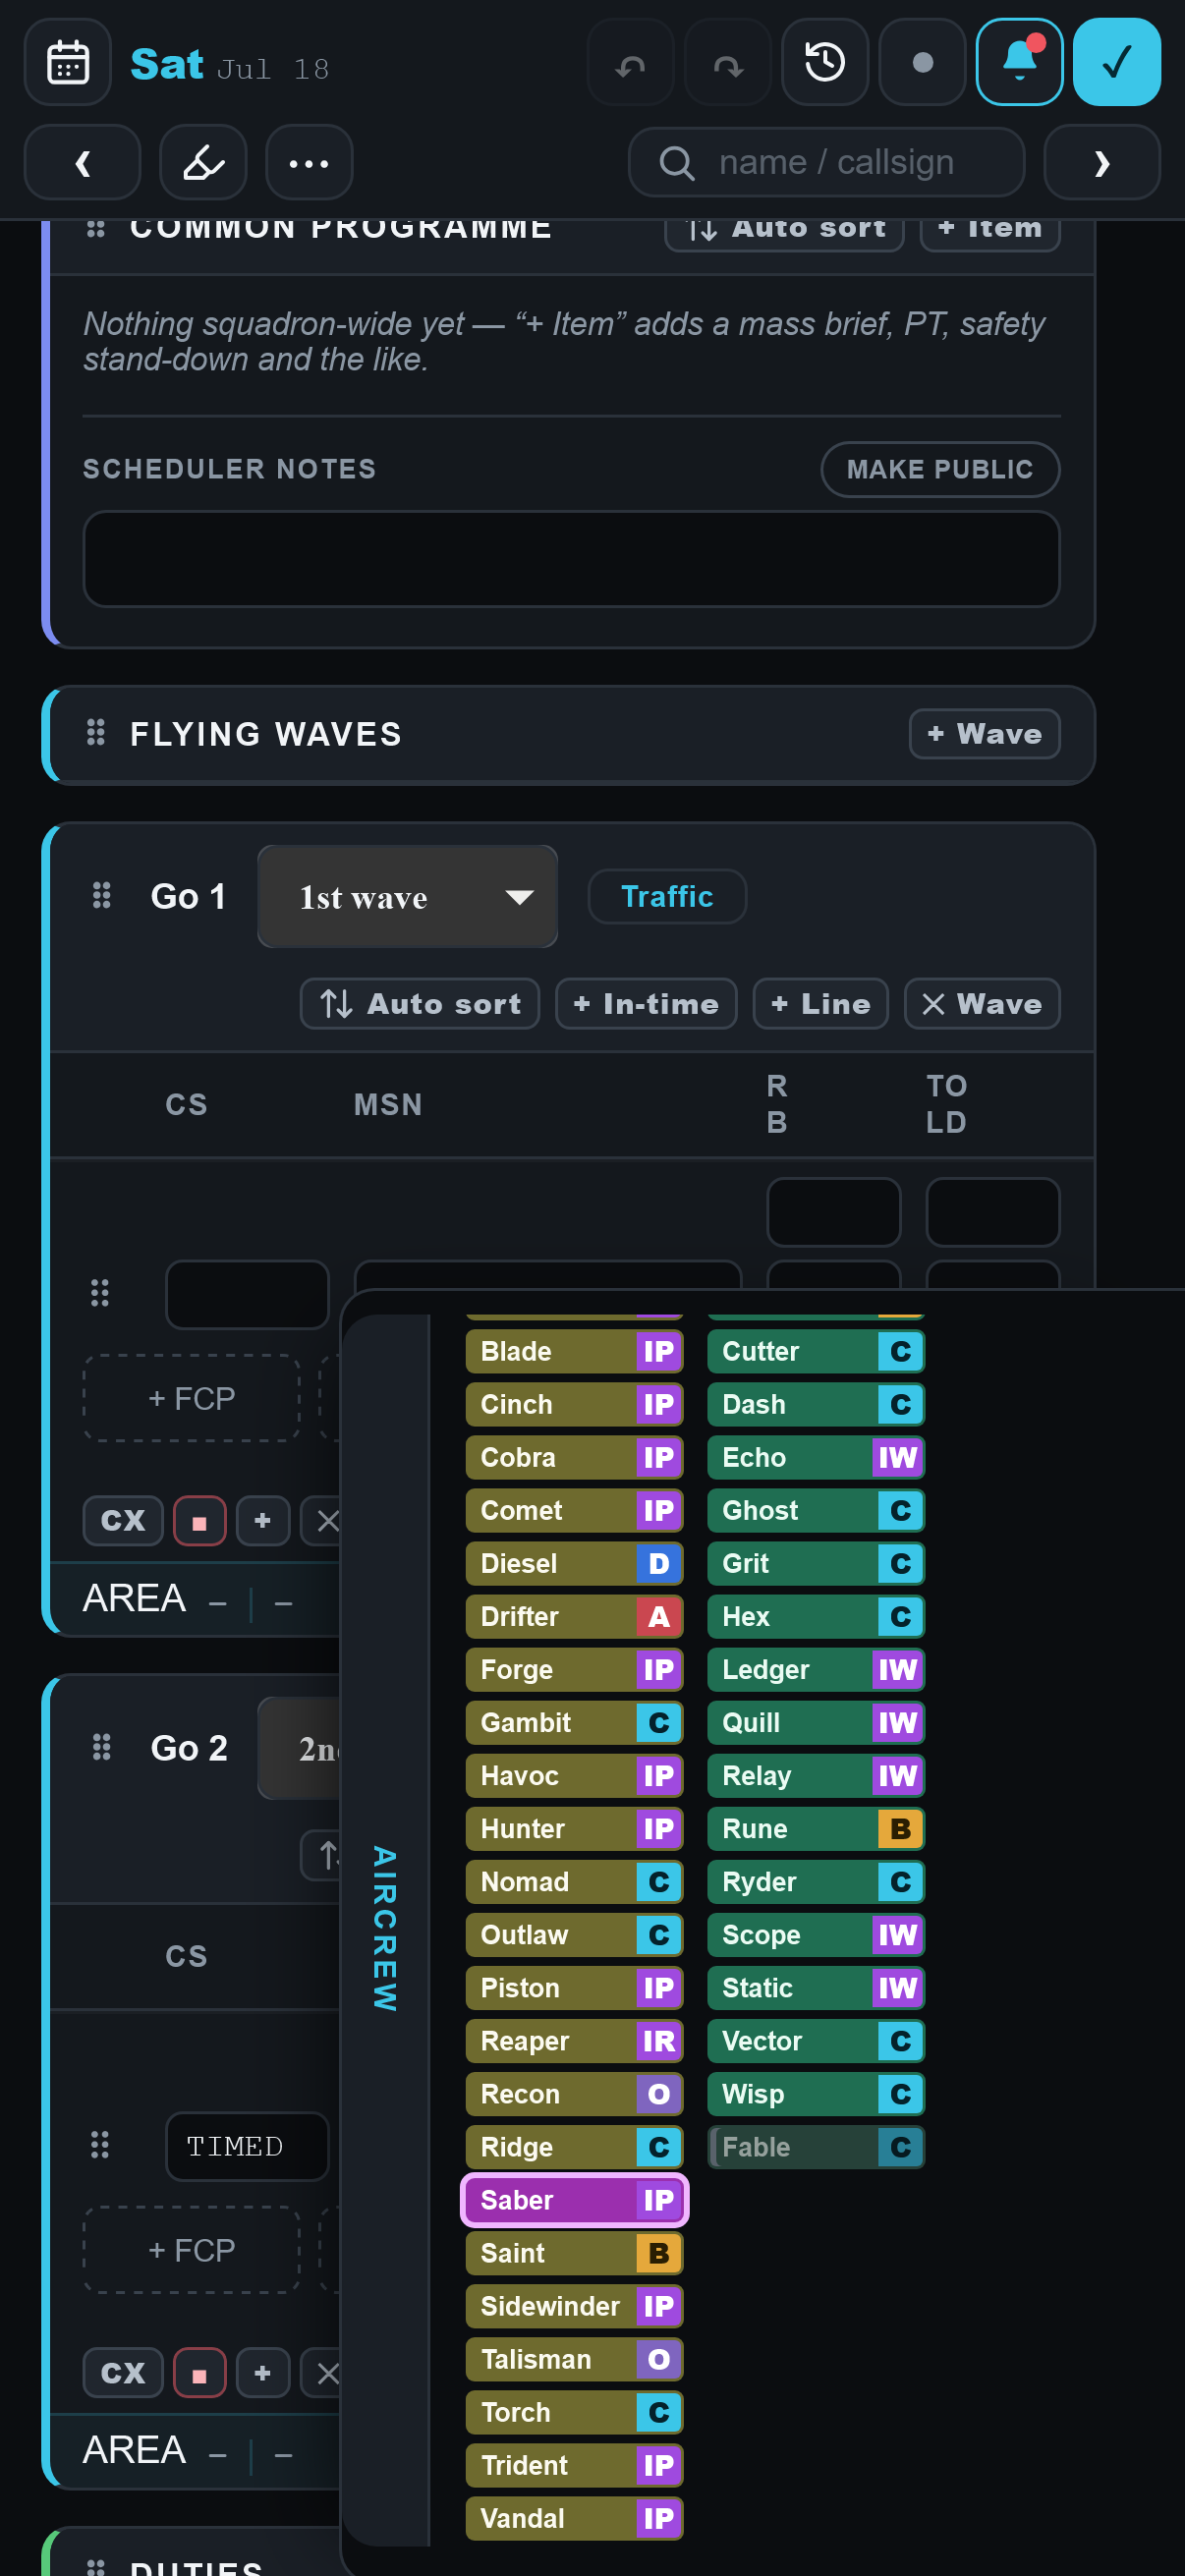 Sat Jul 18
name / callsign
COMMON PROGRAMME
Auto sort
+ Item
Nothing squadron-wide yet — “+ Item” adds a mass brief, PT, safety
stand-down and the like.
SCHEDULER NOTES
MAKE PUBLIC
FLYING WAVES
+ Wave
Go 1
1st wave
Traffic
Auto sort
+ In-time
+ Line
Wave
CS
MSN
R
B
TO
LD
+ FCP
CX
+
AREA – | –
Go 2
CS
TIMED
+ FCP
CX
+
AREA – | –
DUTIES
AIRCREW
Blade IP
Cinch IP
Cobra IP
Comet IP
Diesel D
Drifter A
Forge IP
Gambit C
Havoc IP
Hunter IP
Nomad C
Outlaw C
Piston IP
Reaper IR
Recon O
Ridge C
Saber IP
Saint B
Sidewinder IP
Talisman O
Torch C
Trident IP
Vandal IP
Cutter C
Dash C
Echo IW
Ghost C
Grit C
Hex C
Ledger IW
Quill IW
Relay IW
Rune B
Ryder C
Scope IW
Static IW
Vector C
Wisp C
Fable C